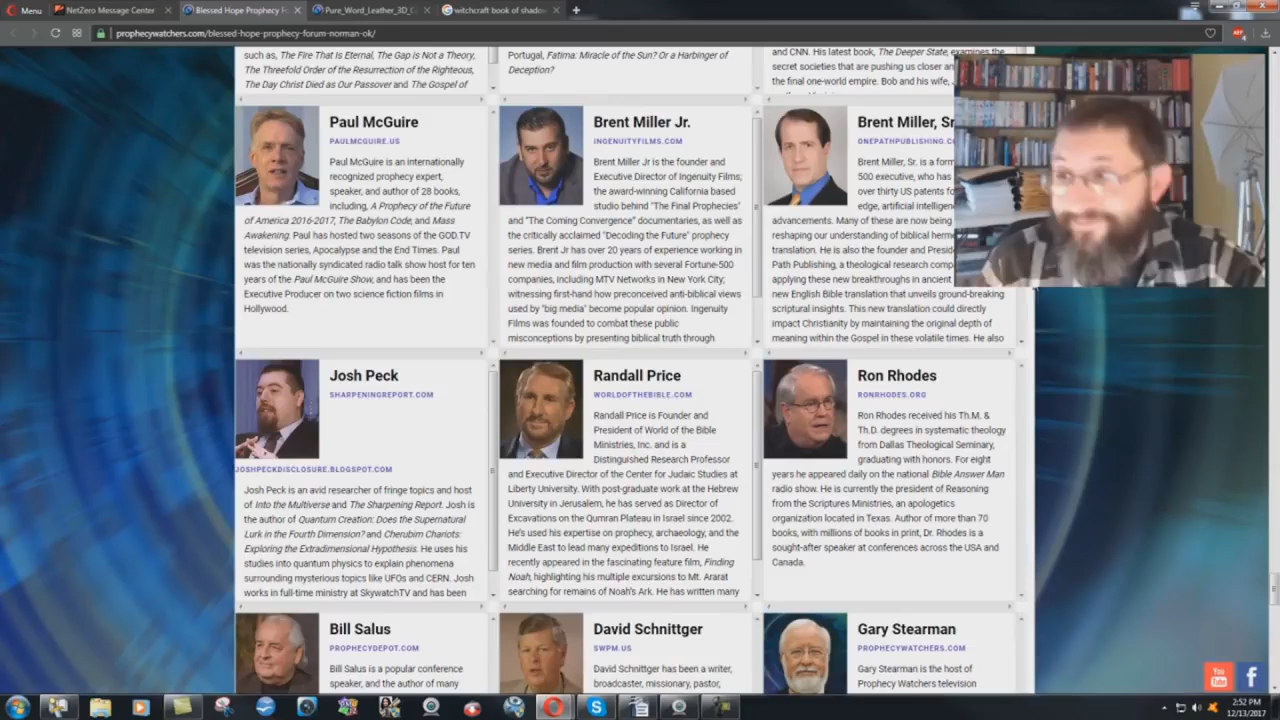 Menu
NetZero Message Center
Blessed Hope Prophecy F
Pure_Word_Leather_3D_
witchcraft book of shadow
prophecywatchers.com/blessed-hope-prophecy-forum-norman-ok/
such as, The Fire That Is Eternal, The Gap is Not a Theory,
The Threefold Order of the Resurrection of the Righteous,
The Day Christ Died as Our Passover and The Gospel of
Portugal, Fatima: Miracle of the Sun? Or a Harbinger of
Deception?
and CNN. His latest book, The Deeper State, examines the
secret societies that are pushing us closer an
the final one-world empire. Bob and his wife,
Paul McGuire
PAULMCGUIRE.US
Paul McGuire is an internationally
recognized prophecy expert,
speaker, and author of 28 books,
including, A Prophecy of the Future
of America 2016-2017, The Babylon Code, and Mass
Awakening. Paul has hosted two seasons of the GOD.TV
television series, Apocalypse and the End Times. Paul
was the nationally syndicated radio talk show host for ten
years of the Paul McGuire Show, and has been the
Executive Producer on two science fiction films in
Hollywood.
Brent Miller Jr.
INGENUITYFILMS.COM
Brent Miller Jr is the founder and
Executive Director of Ingenuity Films;
the award-winning California based
studio behind "The Final Prophecies"
and "The Coming Convergence" documentaries, as well as
the critically acclaimed "Decoding the Future" prophecy
series. Brent Jr has over 20 years of experience working in
new media and film production with several Fortune-500
companies, including MTV Networks in New York City;
witnessing first-hand how preconceived anti-biblical views
used by "big media" become popular opinion. Ingenuity
Films was founded to combat these public
misconceptions by presenting biblical truth through
Brent Miller, S
ONEPATHPUBLISHING.
Brent Miller, Sr. is a form
500 executive, who has
over thirty US patents fo
edge, artificial intelligen
advancements. Many of these are now being
reshaping our understanding of biblical herme
translation. He is also the founder and Presid
Path Publishing, a theological research comp
applying these new breakthroughs in ancient
new English Bible translation that unveils ground-breaking
scriptural insights. This new translation could directly
impact Christianity by maintaining the original depth of
meaning within the Gospel in these volatile times. He also
Josh Peck
SHARPENINGREPORT.COM
JOSHPECKDISCLOSURE.BLOGSPOT.COM
Josh Peck is an avid researcher of fringe topics and host
of Into the Multiverse and The Sharpening Report. Josh is
the author of Quantum Creation: Does the Supernatural
Lurk in the Fourth Dimension? and Cherubim Chariots:
Exploring the Extradimensional Hypothesis. He uses his
studies into quantum physics to explain phenomena
surrounding mysterious topics like UFOs and CERN. Josh
works in full-time ministry at SkywatchTV and has been
Randall Price
WORLDOFTHEBIBLE.COM
Randall Price is Founder and
President of World of the Bible
Ministries, Inc. and is a
Distinguished Research Professor
and Executive Director of the Center for Judaic Studies at
Liberty University. With post-graduate work at the Hebrew
University in Jerusalem, he has served as Director of
Excavations on the Qumran Plateau in Israel since 2002.
He's used his expertise on prophecy, archaeology, and the
Middle East to lead many expeditions to Israel. He
recently appeared in the fascinating feature film, Finding
Noah, highlighting his multiple excursions to Mt. Ararat
searching for remains of Noah's Ark. He has written many
Ron Rhodes
RONRHODES.ORG
Ron Rhodes received his Th.M. &
Th.D. degrees in systematic theology
from Dallas Theological Seminary,
graduating with honors. For eight
years he appeared daily on the national Bible Answer Man
radio show. He is currently the president of Reasoning
from the Scriptures Ministries, an apologetics
organization located in Texas. Author of more than 70
books, with millions of books in print, Dr. Rhodes is a
sought-after speaker at conferences across the USA and
Canada.
Bill Salus
PROPHECYDEPOT.COM
Bill Salus is a popular conference
speaker, and the author of many
David Schnittger
SWPM.US
David Schnittger has been a writer,
broadcaster, missionary, pastor,
Gary Stearman
PROPHECYWATCHERS.COM
Gary Stearman is the host of
Prophecy Watchers television
You
Tube
2:52 PM
12/13/2017